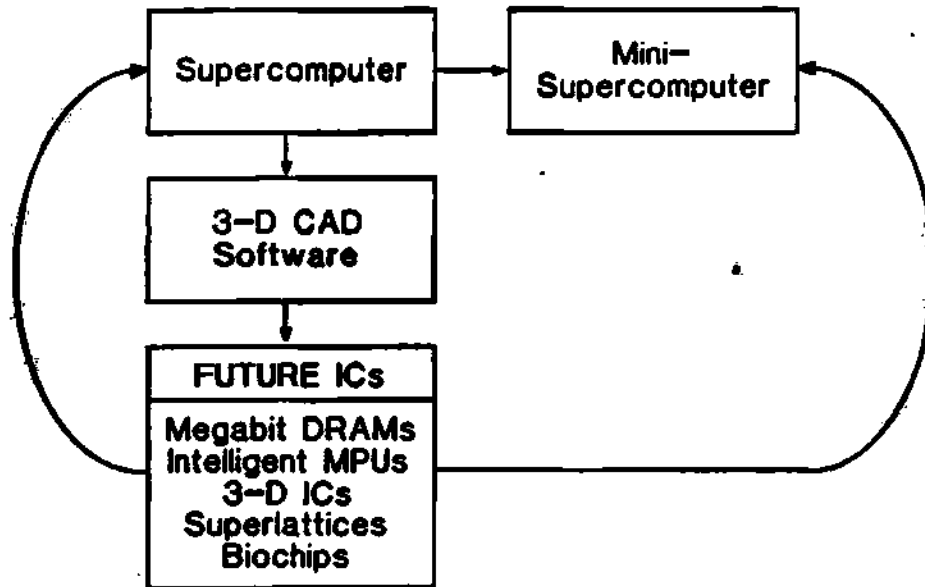 Supercomputer
Mini-
Supercomputer
3-D CAD
Software
FUTURE ICs
Megabit DRAMs
Intelligent MPUs
3-D ICs
Superlattices
Biochips